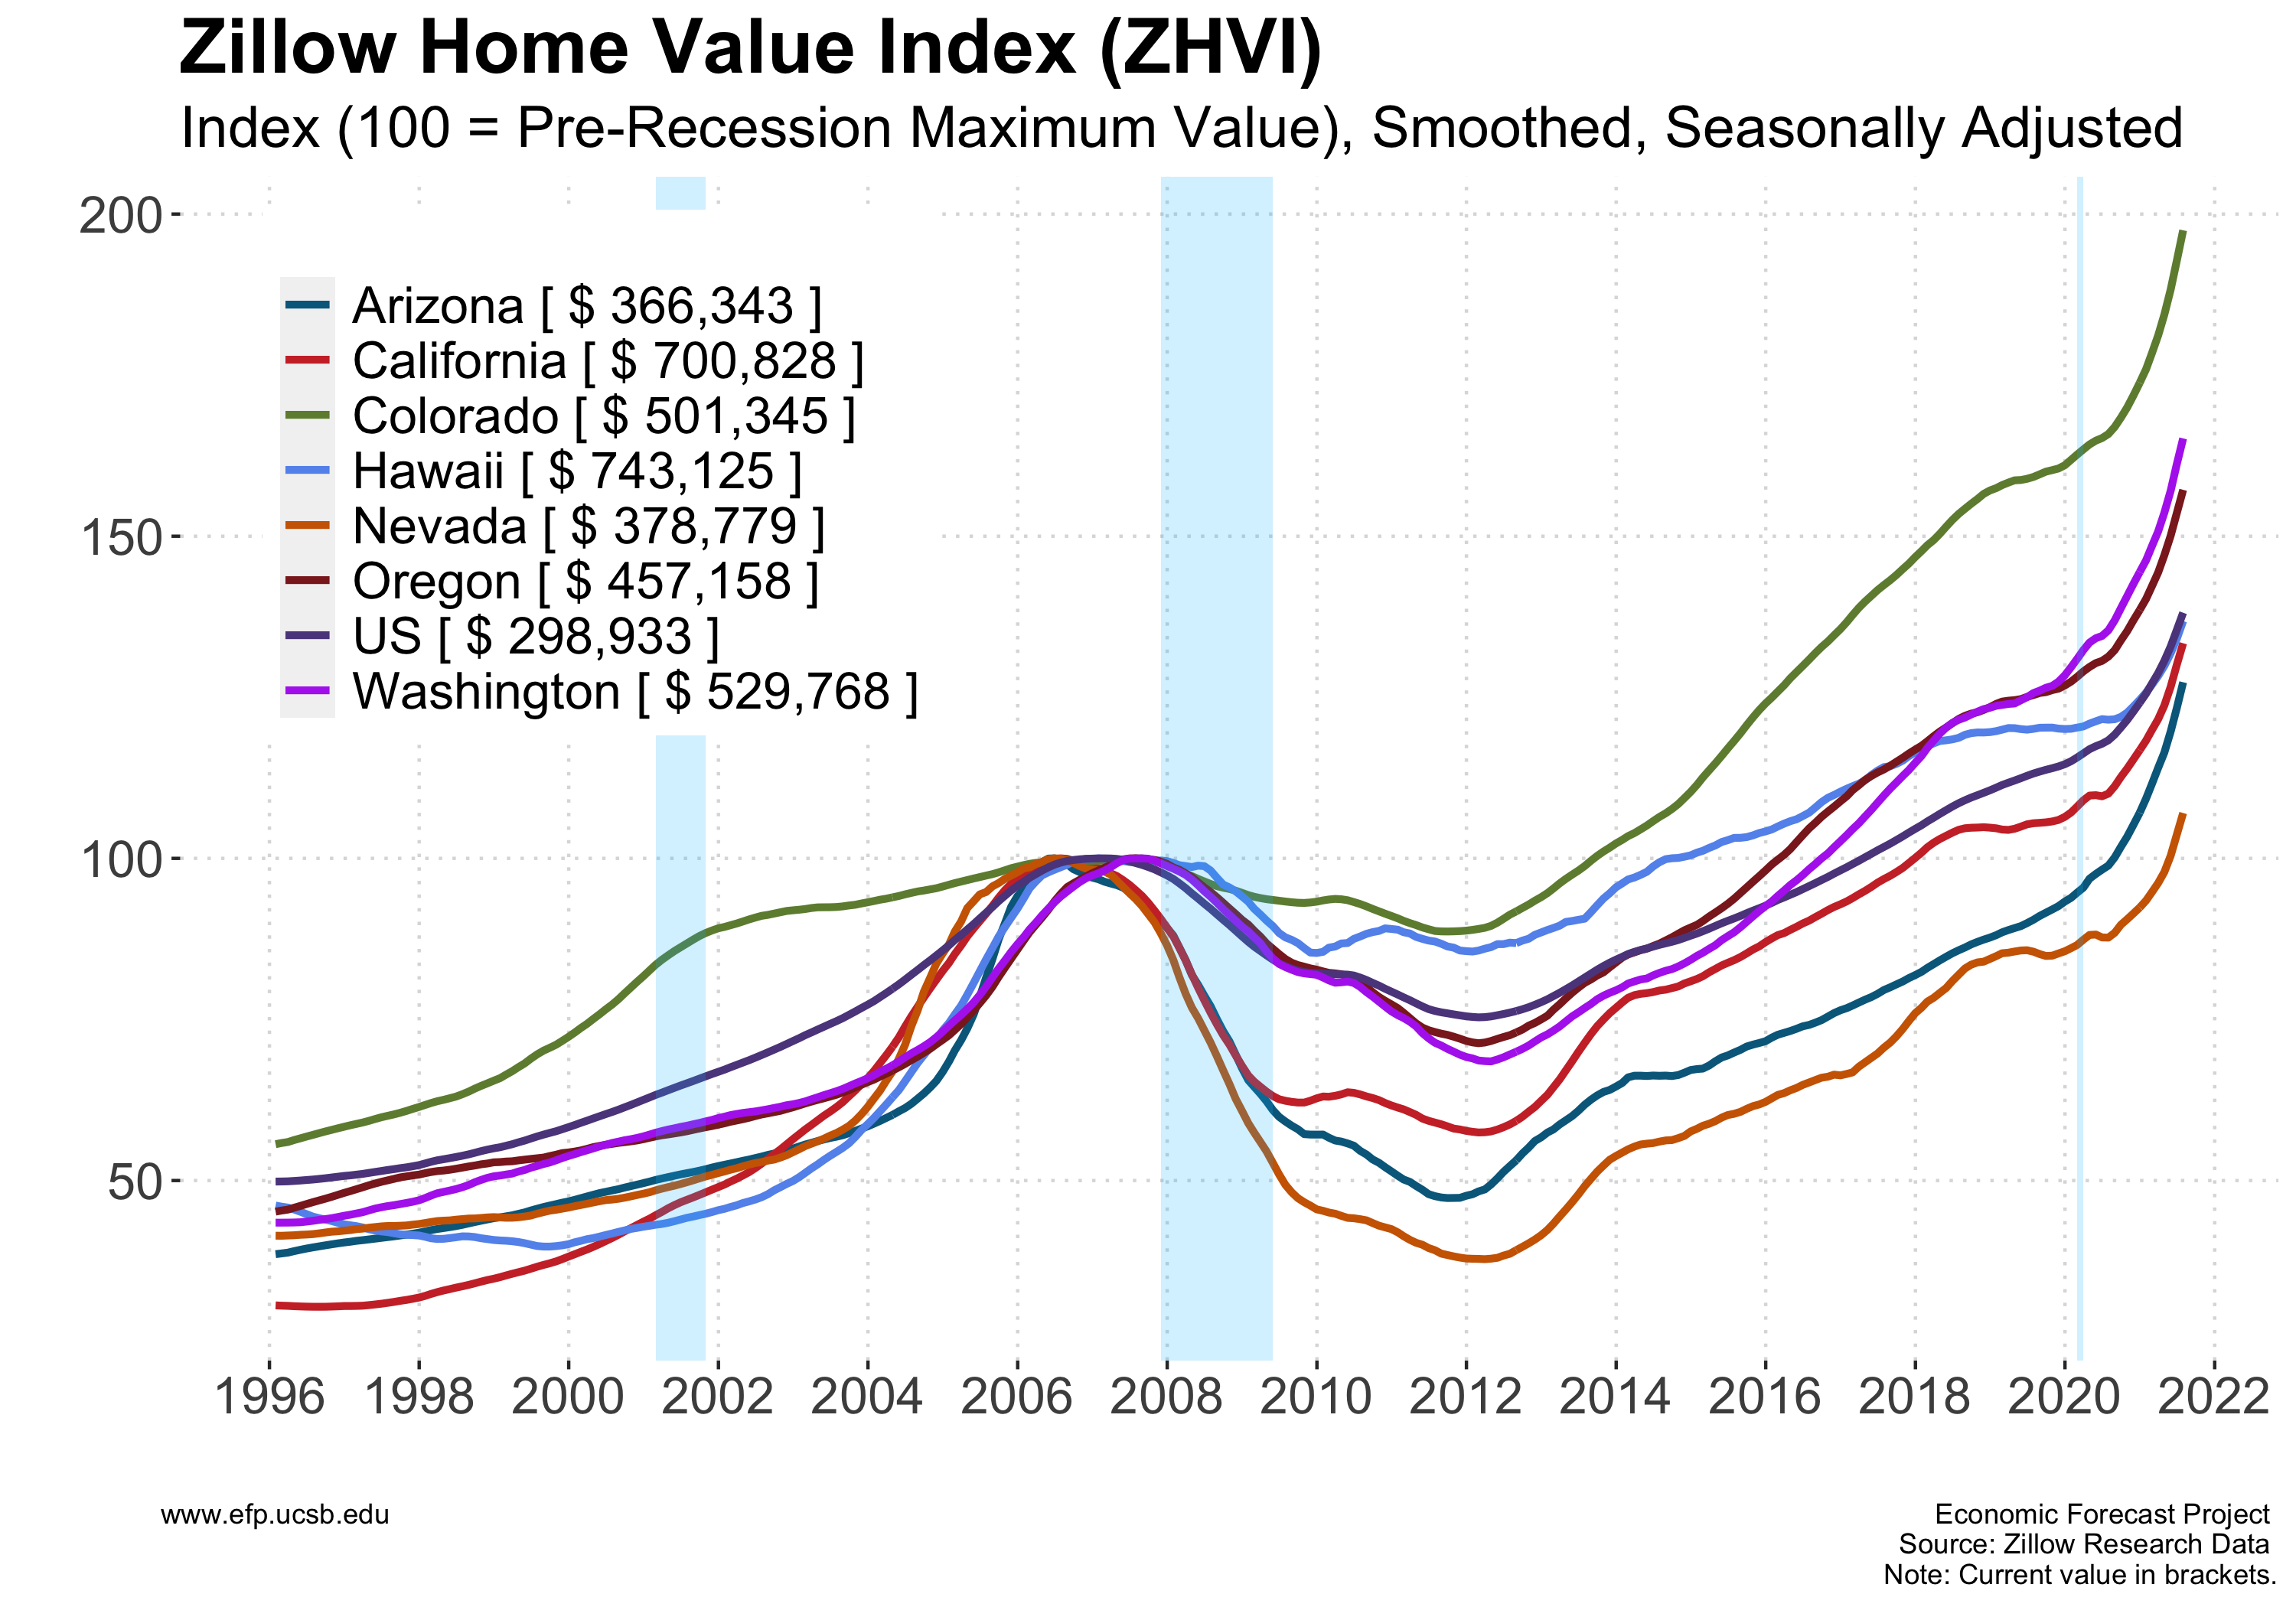 Zillow Home Value Index (ZHVI)
Index (100 = Pre-Recession Maximum Value), Smoothed, Seasonally Adjusted
200
150
100
50
Arizona [ $ 366,343 ]
California [ $ 700,828 ]
Colorado [ $ 501,345 ]
Hawaii [ $ 743,125 ]
Nevada [ $ 378,779 ]
Oregon [ $ 457,158 ]
US [ $ 298,933 ]
Washington [ $ 529,768 ]
1996 1998 2000 2002 2004 2006 2008 2010 2012 2014 2016 2018 2020 2022
www.efp.ucsb.edu
Economic Forecast Project
Source: Zillow Research Data
Note: Current value in brackets.